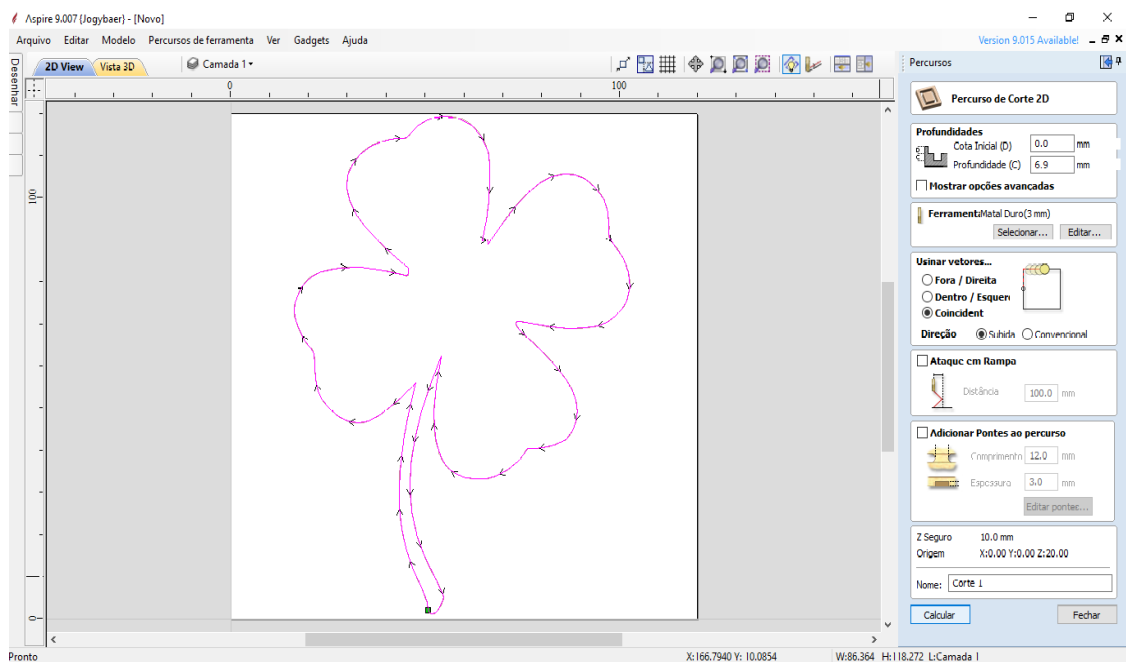 Aspire 9.007 {Jogybaer} - [Novo]
Arquivo Editar Modelo Percursos de ferramenta Ver Gadgets Ajuda
Version 9.015 Available!
Desenhar
2D View Vista 3D Camada 1
Percursos
0 100
100
0
Percurso de Corte 2D
Profundidades
Cota Inicial (D) 0.0 mm
Profundidade (C) 6.9 mm
Mostrar opções avançadas
Ferrament:Matal Duro(3 mm)
Selecionar... Editar...
Usinar vetores...
Fora / Direita
Dentro / Esquer
Coincident
Direção Subida Convencional
Ataque em Rampa
Distância 100.0 mm
Adicionar Pontes ao percurso
Comprimento 12.0 mm
Espessura 3.0 mm
Editar pontec...
Z Seguro 10.0 mm
Origem X:0.00 Y:0.00 Z:20.00
Nome: Corte 1
Calcular Fechar
Pronto X:166.7940 Y: 10.0854 W:86.364 H:118.272 L:Camada 1